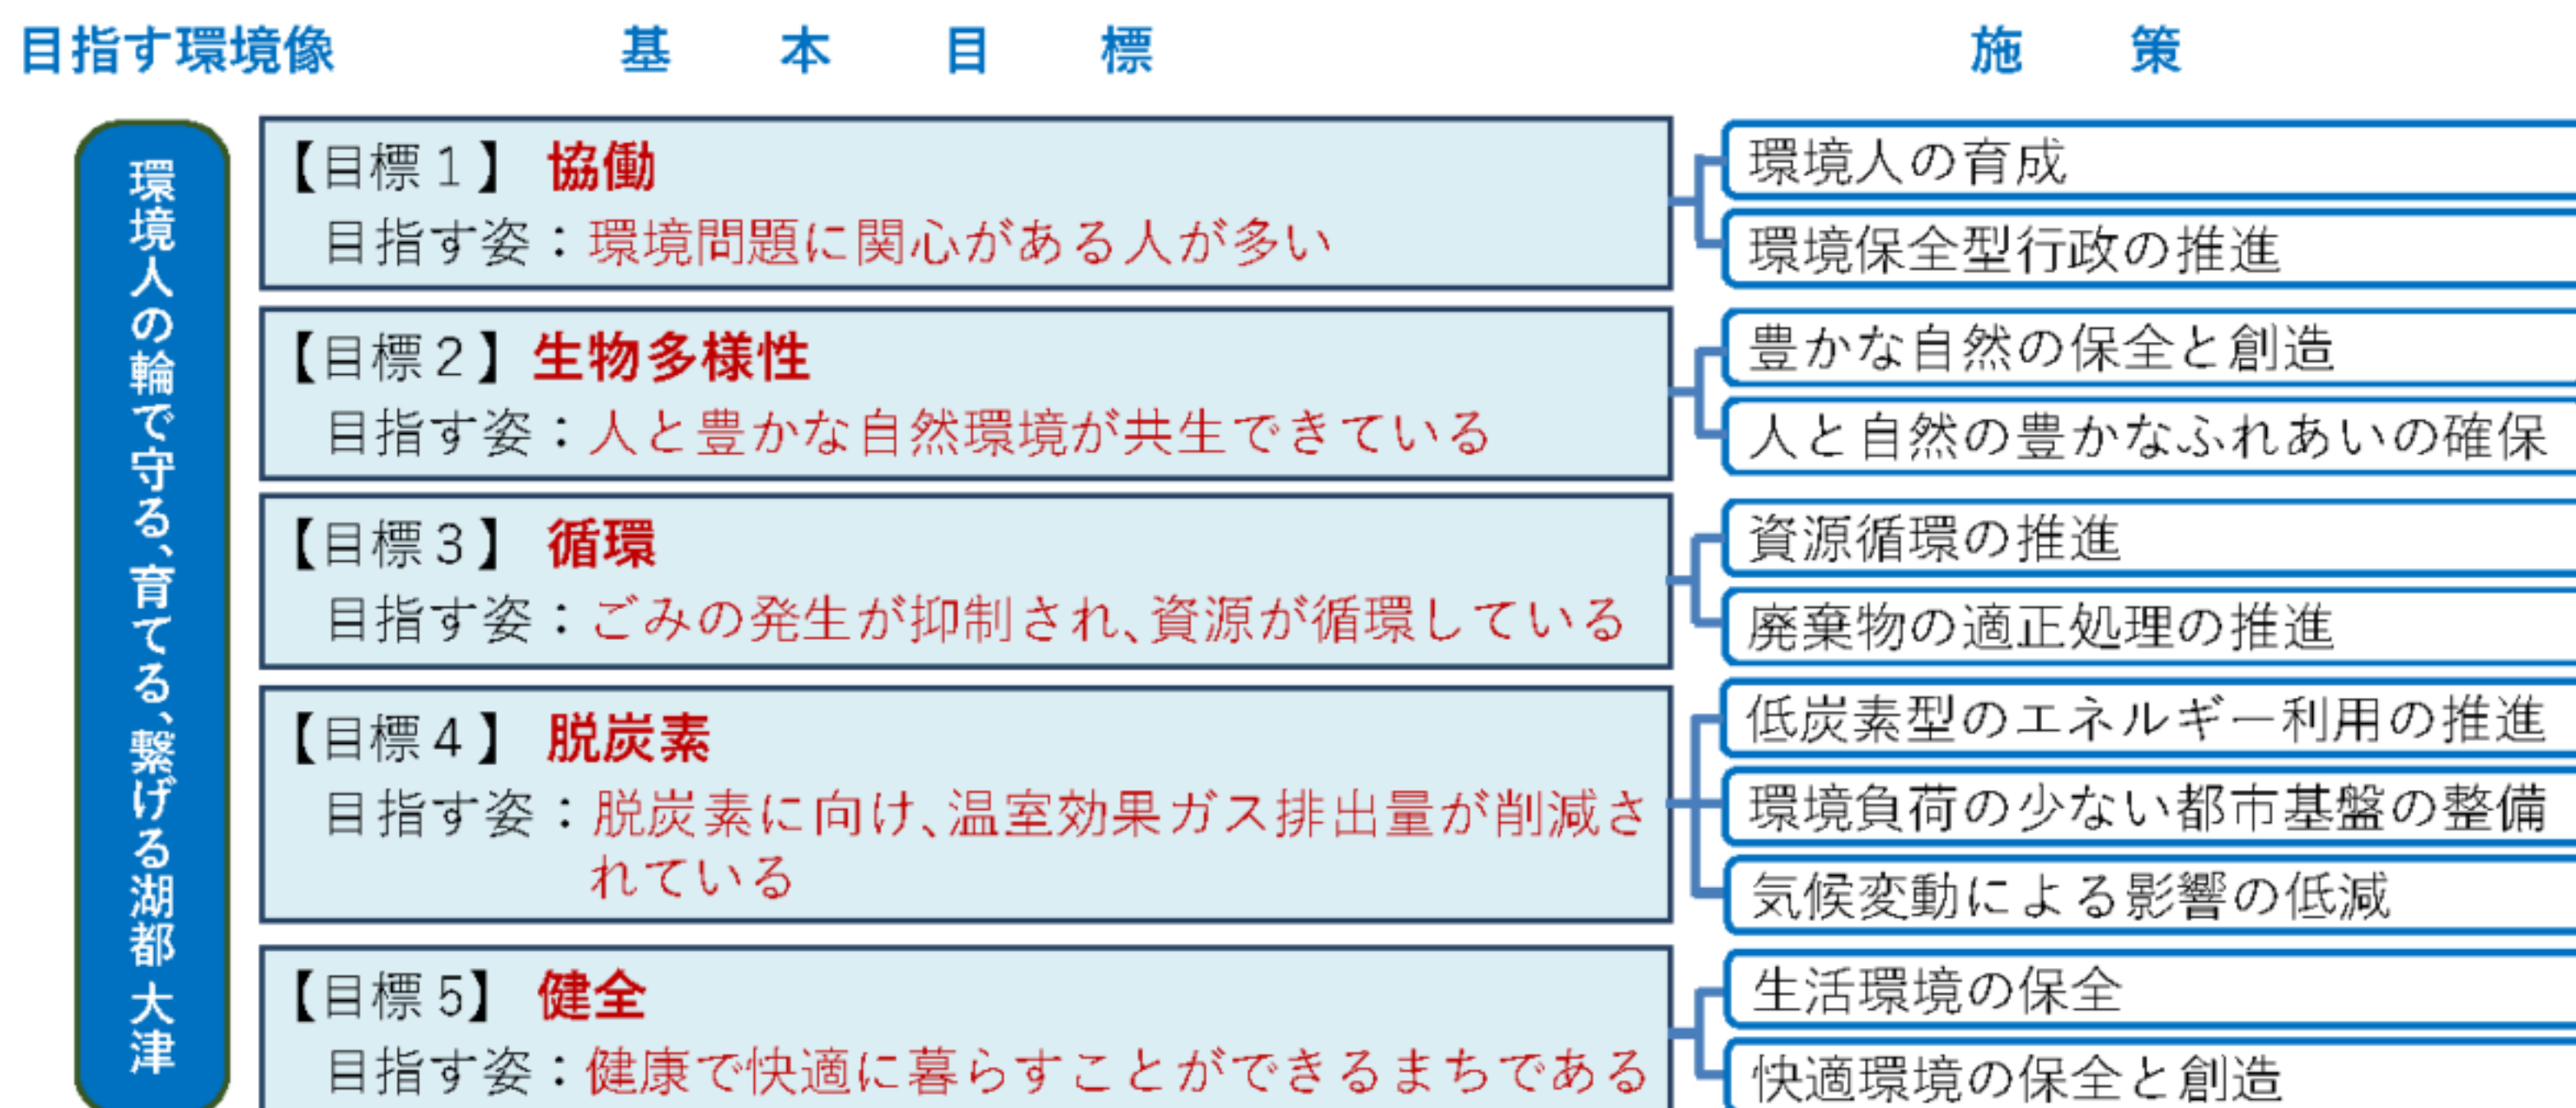 目指す環境像
基本目標
施策
環境人の輪で守る、育てる、繋げる湖都 大津
【目標1】 協働
目指す姿：環境問題に関心がある人が多い
環境人の育成
環境保全型行政の推進
【目標2】生物多様性
目指す姿：人と豊かな自然環境が共生できている
豊かな自然の保全と創造
人と自然の豊かなふれあいの確保
【目標3】 循環
目指す姿：ごみの発生が抑制され、資源が循環している
資源循環の推進
廃棄物の適正処理の推進
【目標4】 脱炭素
目指す姿：脱炭素に向け、温室効果ガス排出量が削減さ
れている
低炭素型のエネルギー利用の推進
環境負荷の少ない都市基盤の整備
気候変動による影響の低減
【目標5】 健全
目指す姿：健康で快適に暮らすことができるまちである
生活環境の保全
快適環境の保全と創造